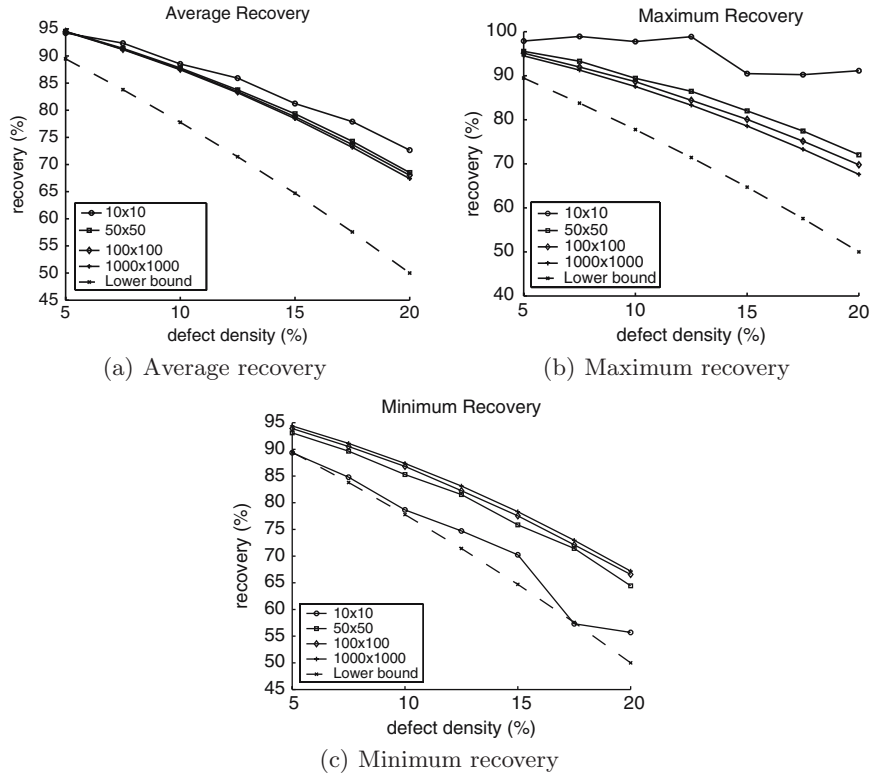 Average Recovery
95
90
85
80
75
70
65
60
55
50
45
recovery (%)
10x10
50x50
100x100
1000x1000
Lower bound
5
10
15
20
defect density (%)
(a) Average recovery
Maximum Recovery
100
90
80
70
60
50
40
recovery (%)
10x10
50x50
100x100
1000x1000
Lower bound
5
10
15
20
defect density (%)
(b) Maximum recovery
Minimum Recovery
95
90
85
80
75
70
65
60
55
50
45
recovery (%)
10x10
50x50
100x100
1000x1000
Lower bound
5
10
15
20
defect density (%)
(c) Minimum recovery